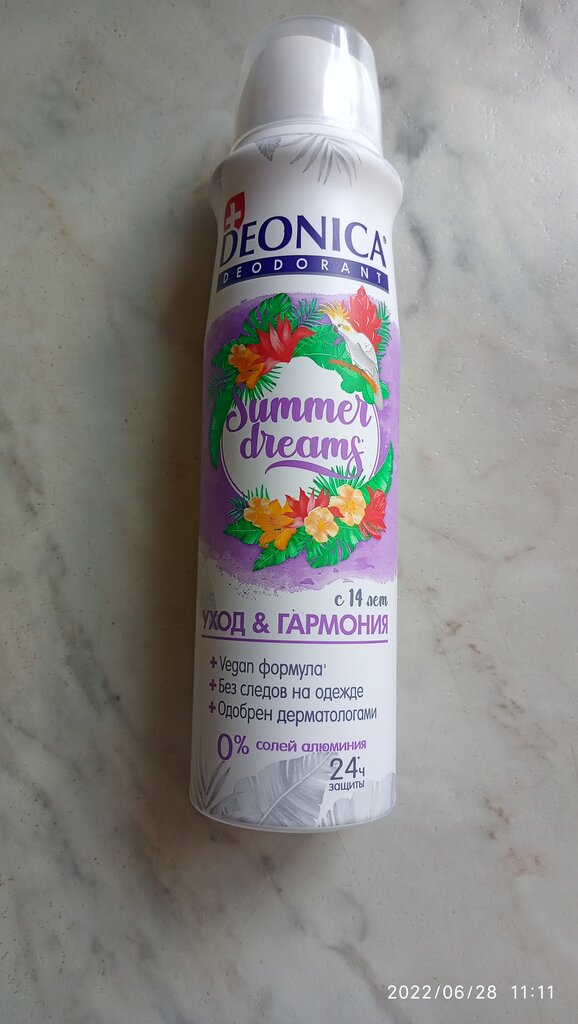 DEONICA®
DEODORANT
Summer
dreams
с 14 лет
УХОД & ГАРМОНИЯ
+Vegan формула²
+Без следов на одежде
+Одобрен дерматологами
0% солей алюминия
24ч
защиты
2022/06/28 11:11